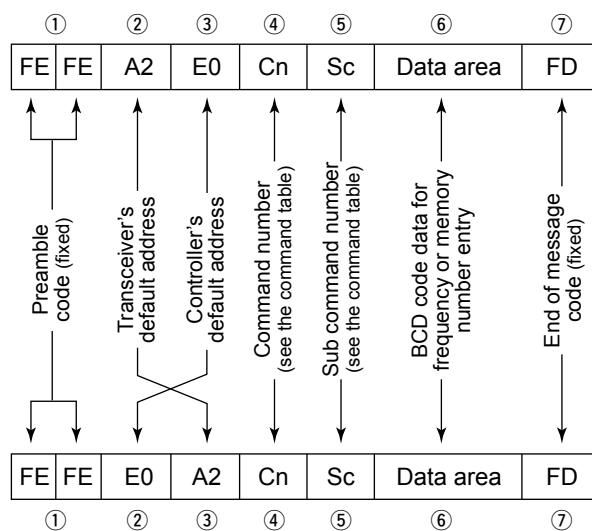 ① ② ③ ④ ⑤ ⑥ ⑦
FE FE A2 E0 Cn Sc Data area FD
Preamble
code (fixed)
Transceiver's
default address
Controller's
default address
Command number
(see the command table)
Sub command number
(see the command table)
BCD code data for
frequency or memory
number entry
End of message
code (fixed)
FE FE E0 A2 Cn Sc Data area FD
① ② ③ ④ ⑤ ⑥ ⑦